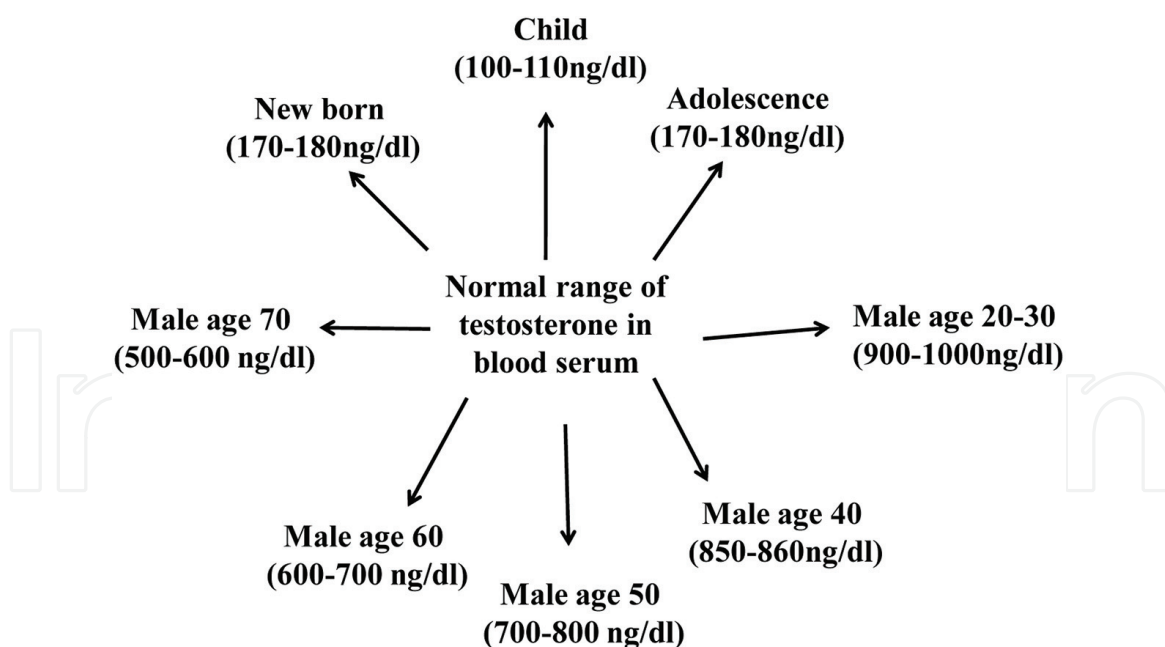 Child
(100-110ng/dl)
New born
(170-180ng/dl)
Adolescence
(170-180ng/dl)
Normal range of
testosterone in
blood serum
Male age 70
(500-600 ng/dl)
Male age 20-30
(900-1000ng/dl)
Male age 60
(600-700 ng/dl)
Male age 50
(700-800 ng/dl)
Male age 40
(850-860ng/dl)